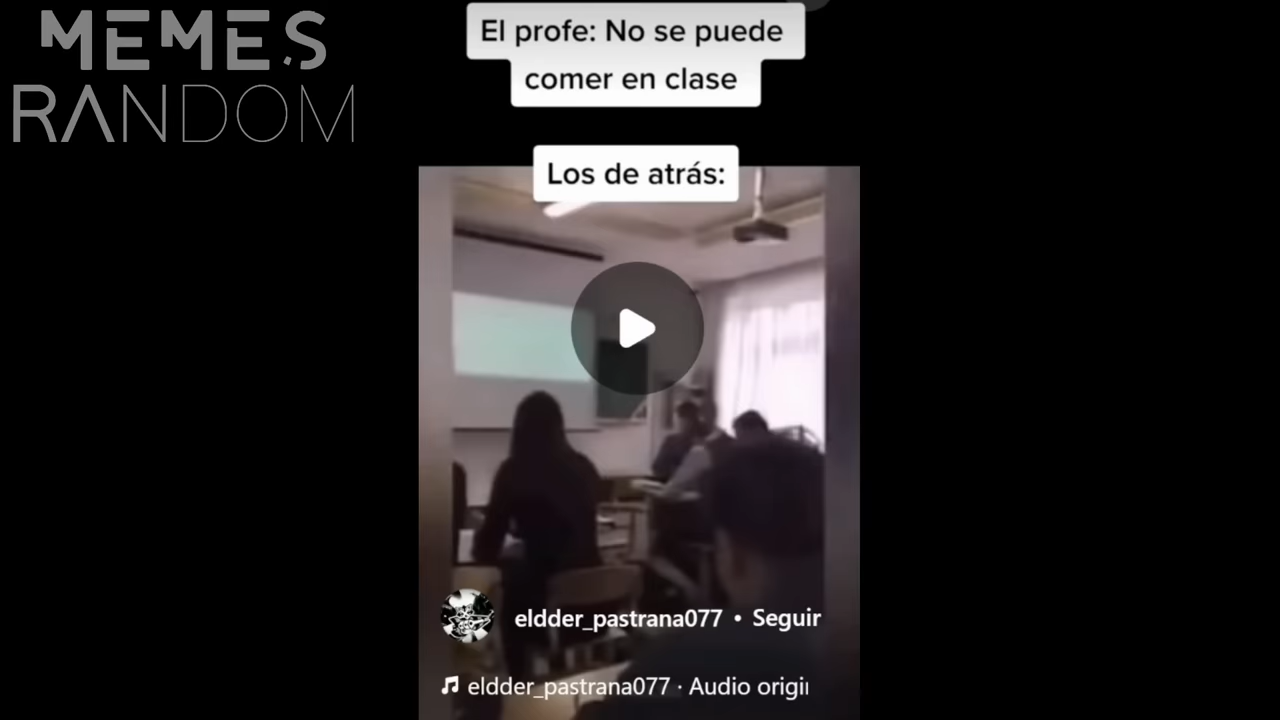 MEMES
RANDOM
El profe: No se puede
comer en clase
Los de atrás:
eldder_pastrana077 • Seguir
eldder_pastrana077 · Audio origi